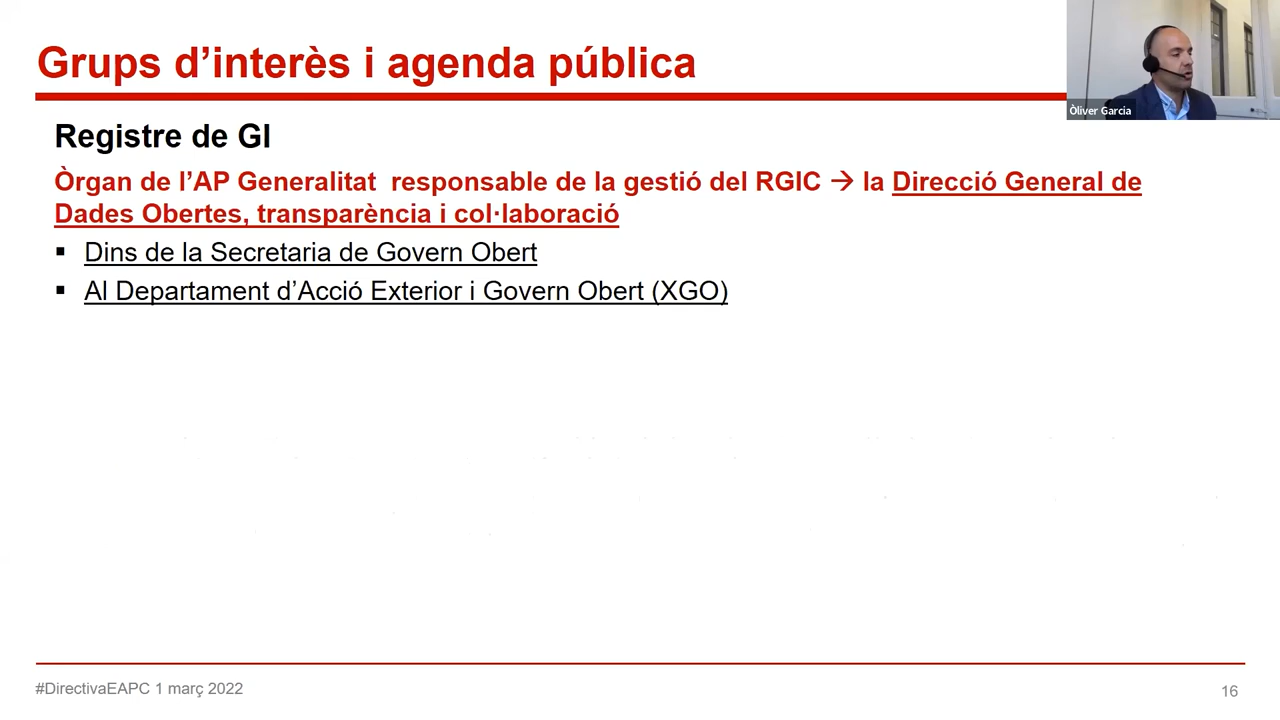 Grups d’interès i agenda pública
Òliver Garcia
Registre de GI
Òrgan de l’AP Generalitat responsable de la gestió del RGIC → la Direcció General de
Dades Obertes, transparència i col·laboració
▪ Dins de la Secretaria de Govern Obert
▪ Al Departament d’Acció Exterior i Govern Obert (XGO)
#DirectivaEAPC 1 març 2022
16